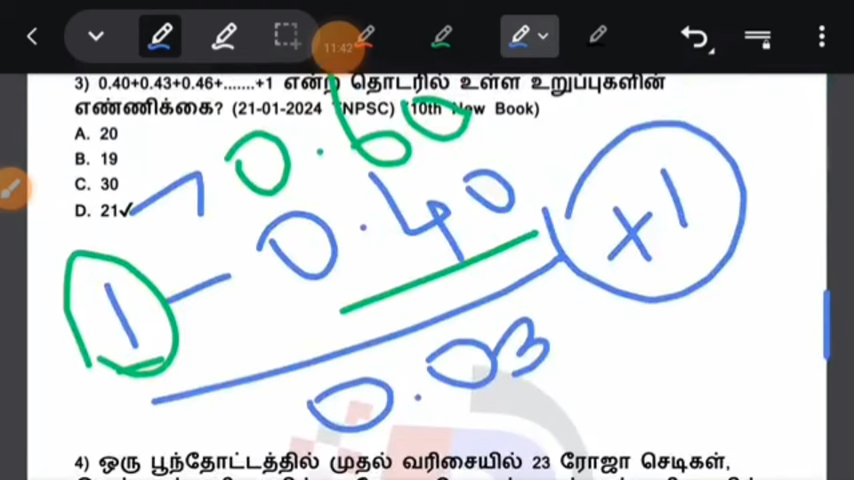 11:42
3) 0.40+0.43+0.46+.......+1 என்ற தொடரில் உள்ள உறுப்புகளின்
எண்ணிக்கை? (21-01-2024 TNPSC) (10th New Book)
A. 20
B. 19
C. 30
D. 21✓
0.60
1 - 0.40 +1
0.03
4) ஒரு பூந்தோட்டத்தில் முதல் வரிசையில் 23 ரோஜா செடிகள்,